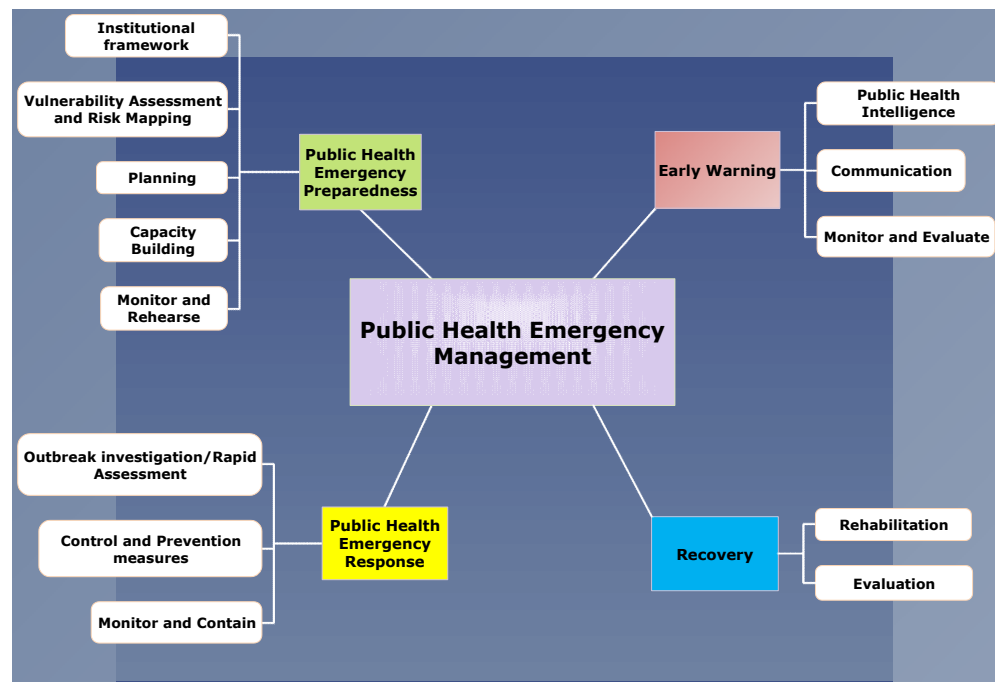 Institutional
framework
Vulnerability Assessment
and Risk Mapping
Planning
Capacity
Building
Monitor and
Rehearse
Public Health
Emergency
Preparedness
Early Warning
Public Health
Intelligence
Communication
Monitor and Evaluate
Public Health Emergency
Management
Outbreak investigation/Rapid
Assessment
Control and Prevention
measures
Monitor and Contain
Public Health
Emergency
Response
Recovery
Rehabilitation
Evaluation